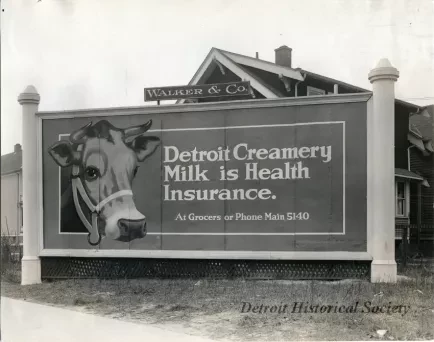 WALKER & CO.
Detroit Creamery
Milk is Health
Insurance.
At Grocers or Phone Main 5140
Detroit Historical Society